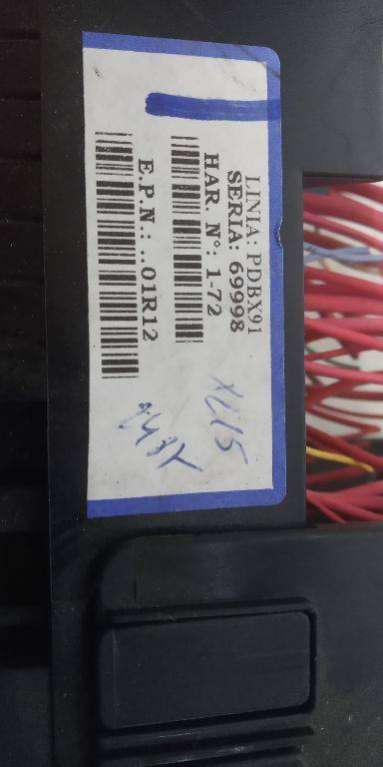 LINIA: PDBX91
SERIA: 69998
HAR. N°: 1-72
E.P.N.: ..01R12